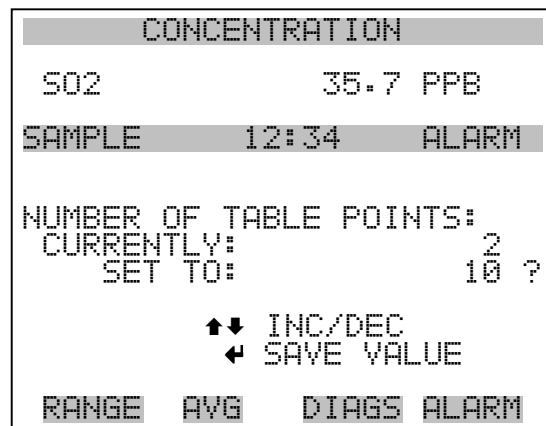 CONCENTRATION
SO2 35.7 PPB
SAMPLE 12:34 ALARM
NUMBER OF TABLE POINTS:
CURRENTLY: 2
SET TO: 10 ?
⬆⬇ INC/DEC
↵ SAVE VALUE
RANGE AVG DIAGS ALARM